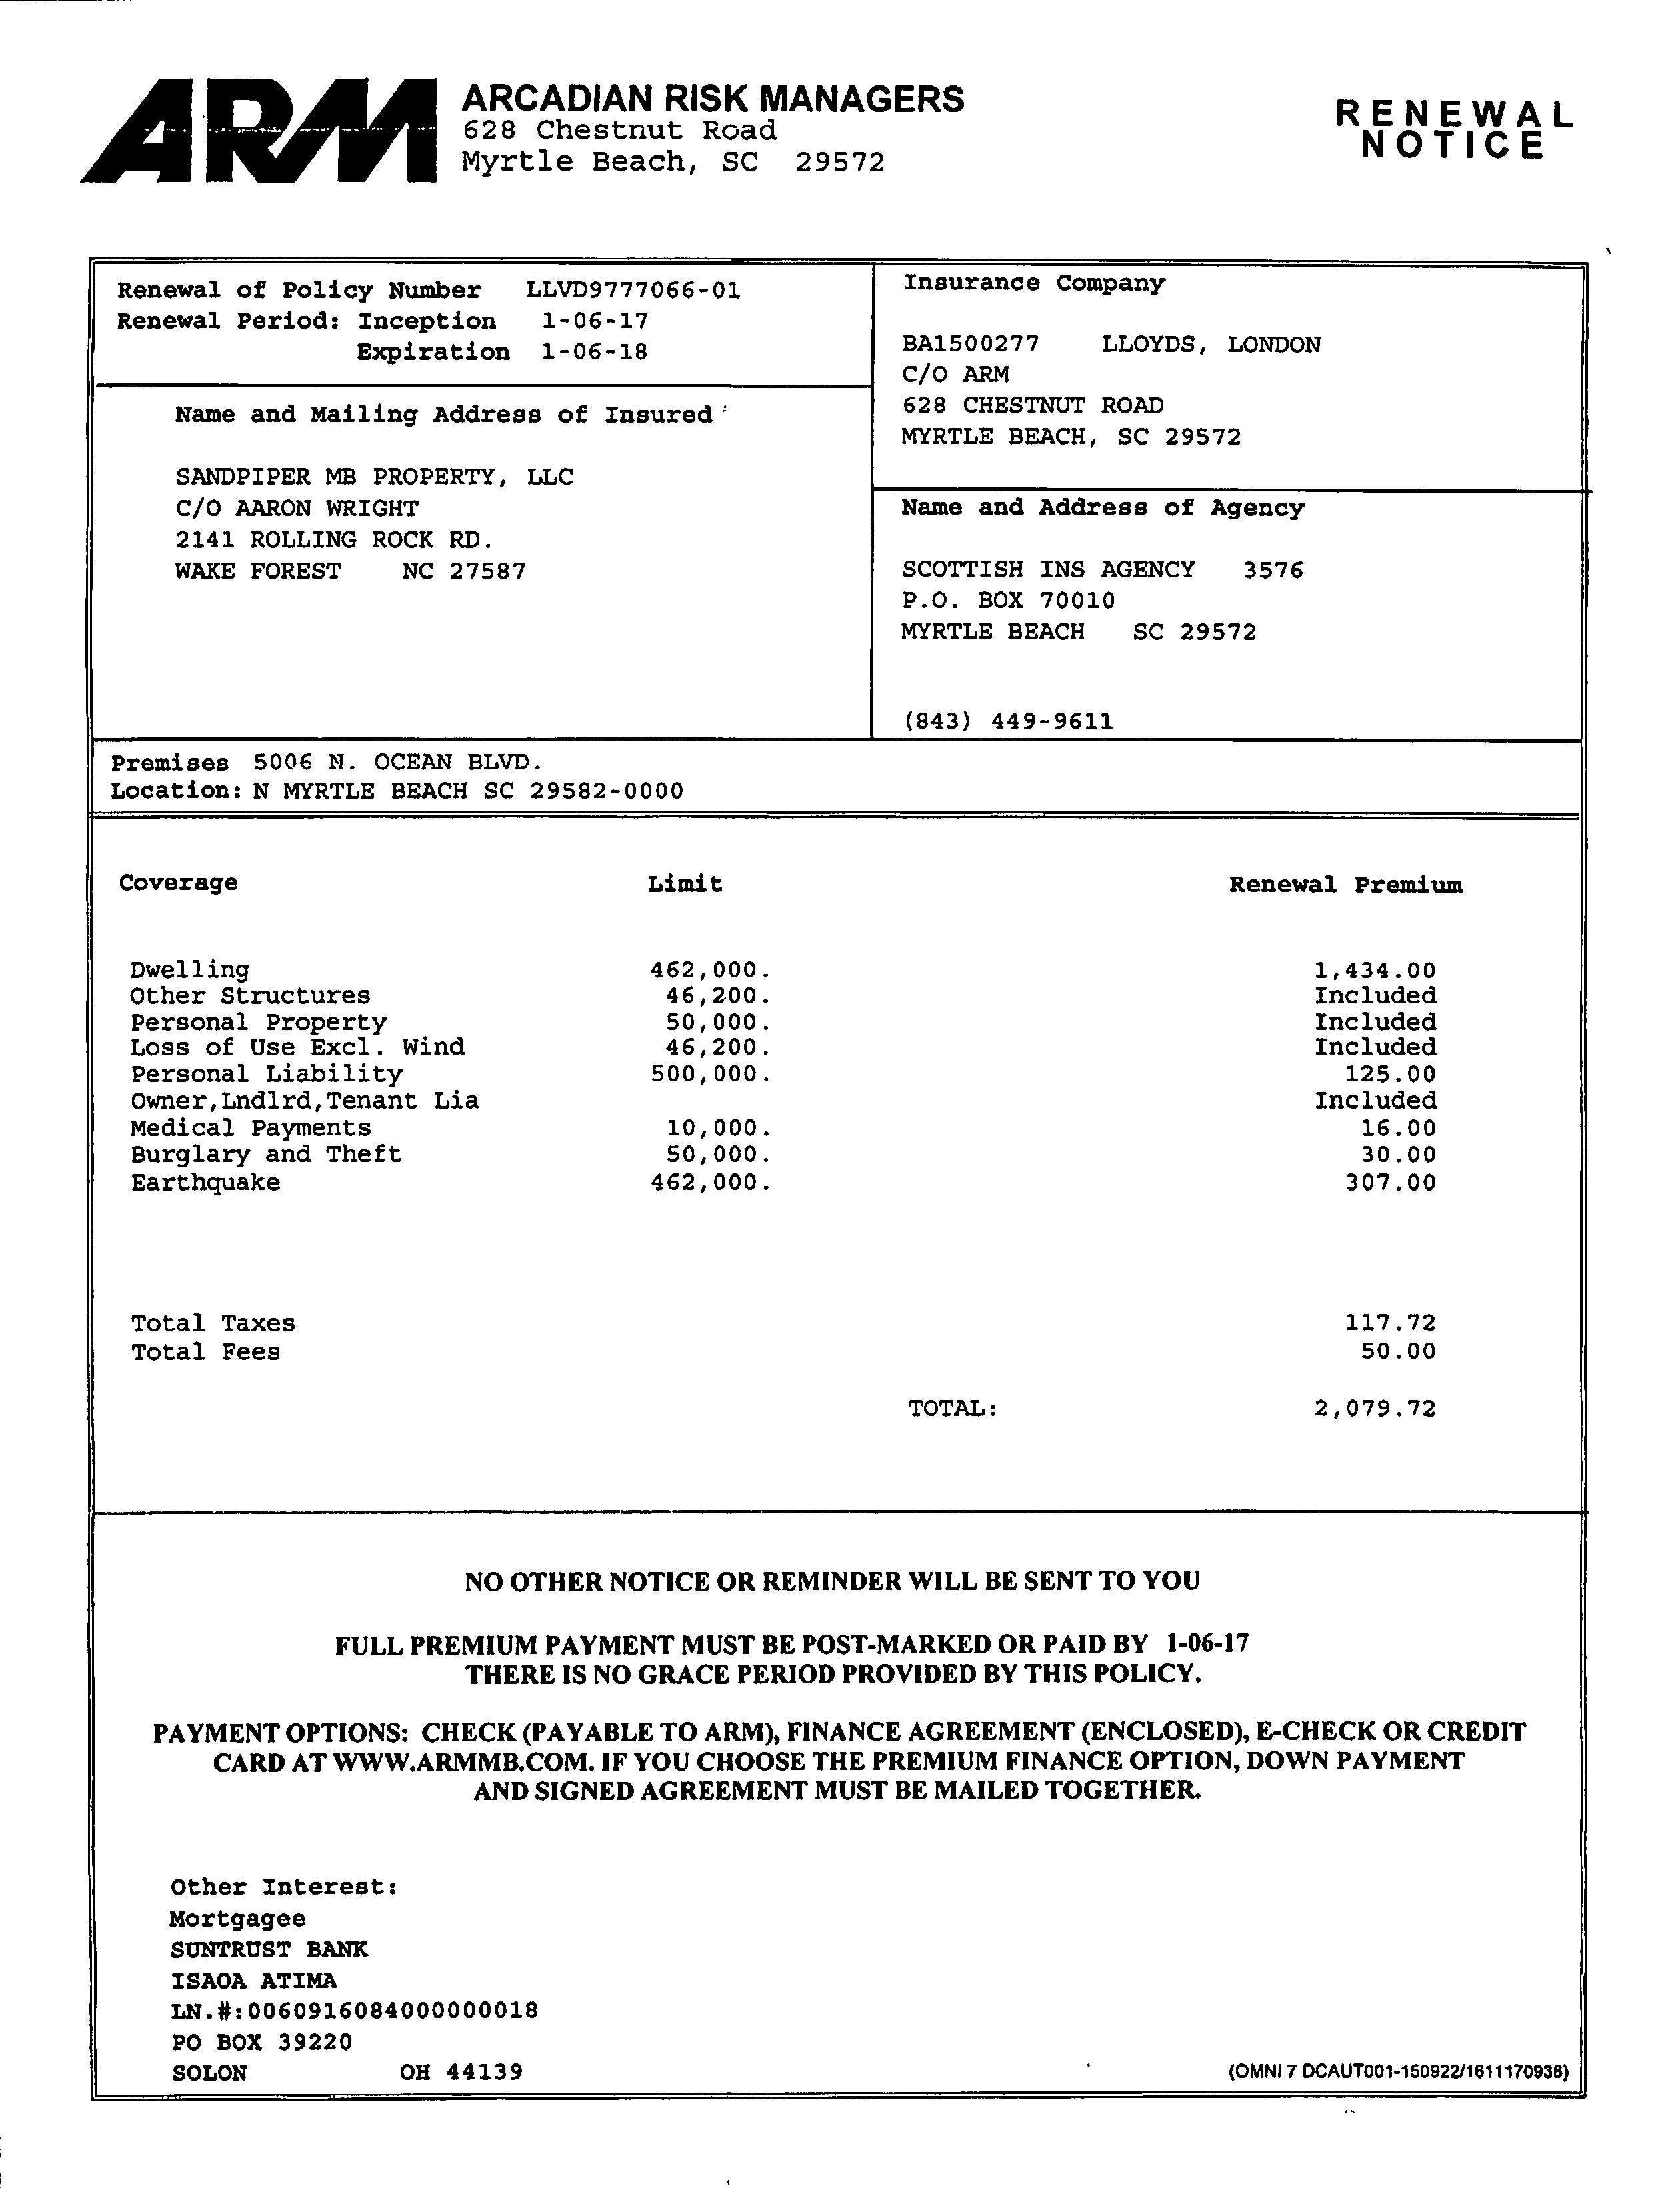 ARM
ARCADIAN RISK MANAGERS
628 Chestnut Road
Myrtle Beach, SC 29572
RENEWAL
NOTICE
Renewal of Policy Number LLVD9777066-01
Renewal Period: Inception 1-06-17
Expiration 1-06-18
Name and Mailing Address of Insured
SANDPIPER MB PROPERTY, LLC
C/O AARON WRIGHT
2141 ROLLING ROCK RD.
WAKE FOREST NC 27587
Insurance Company
BA1500277 LLOYDS, LONDON
C/O ARM
628 CHESTNUT ROAD
MYRTLE BEACH, SC 29572
Name and Address of Agency
SCOTTISH INS AGENCY 3576
P.O. BOX 70010
MYRTLE BEACH SC 29572
(843) 449-9611
Premises 5006 N. OCEAN BLVD.
Location: N MYRTLE BEACH SC 29582-0000
Coverage Limit Renewal Premium
Dwelling 462,000. 1,434.00
Other Structures 46,200. Included
Personal Property 50,000. Included
Loss of Use Excl. Wind 46,200. Included
Personal Liability 500,000. 125.00
Owner,Lndlrd,Tenant Lia Included
Medical Payments 10,000. 16.00
Burglary and Theft 50,000. 30.00
Earthquake 462,000. 307.00
Total Taxes 117.72
Total Fees 50.00
TOTAL: 2,079.72
NO OTHER NOTICE OR REMINDER WILL BE SENT TO YOU
FULL PREMIUM PAYMENT MUST BE POST-MARKED OR PAID BY 1-06-17
THERE IS NO GRACE PERIOD PROVIDED BY THIS POLICY.
PAYMENT OPTIONS: CHECK (PAYABLE TO ARM), FINANCE AGREEMENT (ENCLOSED), E-CHECK OR CREDIT
CARD AT WWW.ARMMB.COM. IF YOU CHOOSE THE PREMIUM FINANCE OPTION, DOWN PAYMENT
AND SIGNED AGREEMENT MUST BE MAILED TOGETHER.
Other Interest:
Mortgagee
SUNTRUST BANK
ISAOA ATIMA
LN.#:0060916084000000018
PO BOX 39220
SOLON OH 44139
(OMNI 7 DCAUT001-150922/1611170938)